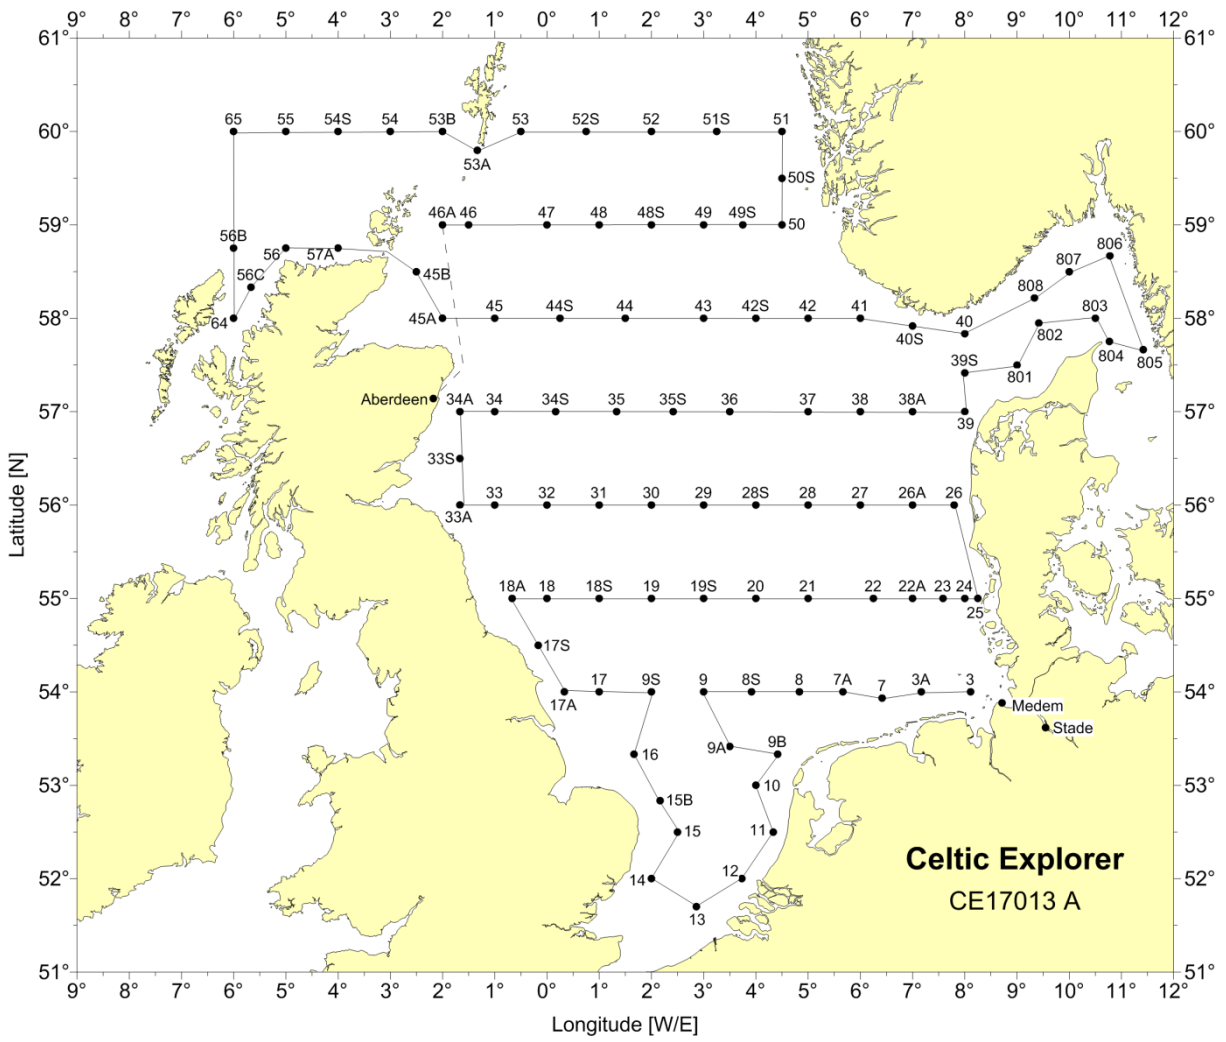 9° 8° 7° 6° 5° 4° 3° 2° 1° 0° 1° 2° 3° 4° 5° 6° 7° 8° 9° 10° 11° 12°
61° 61°
65 55 54S 54 53B 53 52S 52 51S 51
60° 60°
53A
50S
46A 46 47 48 48S 49 49S
59° 50 59°
56B 56 57A 806
56C 45B 807
808
45 44S 44 43 42S 42 41 40 803
58° 64 45A 58°
40S 802
39S 804 805
801
Aberdeen 34A 34 34S 35 35S 36 37 38 38A
57° 57°
39
33S
33 32 31 30 29 28S 28 27 26A 26
56° 56°
33A
18A 18 18S 19 19S 20 21 22 22A 23 24
55° 55°
25
17S
17 9S 9 8S 8 7A 7 3A 3
54° 54°
17A Medem
Stade
9A 9B
16
53° 10 53°
15B
15 11
Celtic Explorer
52° 14 12 52°
CE17013 A
13
51° 51°
9° 8° 7° 6° 5° 4° 3° 2° 1° 0° 1° 2° 3° 4° 5° 6° 7° 8° 9° 10° 11° 12°
Longitude [W/E]
Latitude [N]